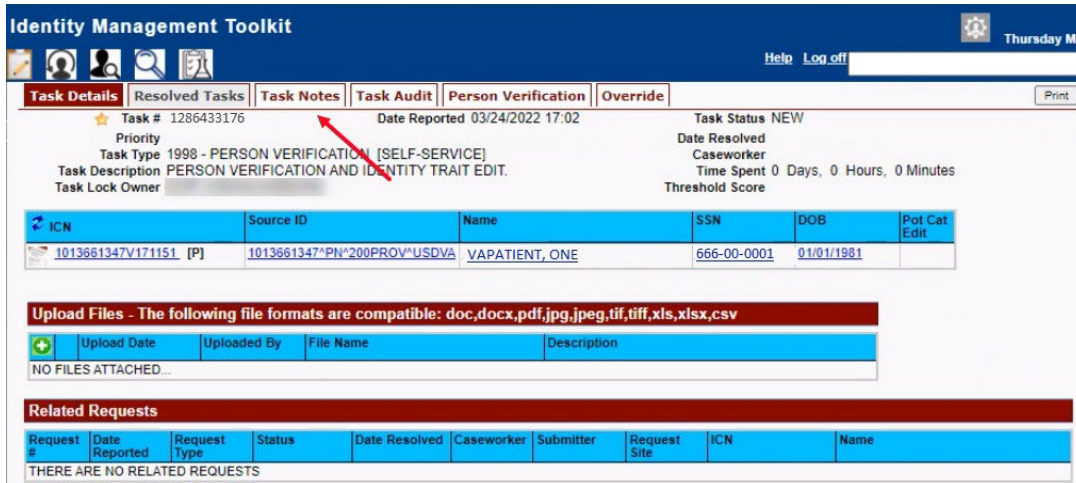 Identity Management Toolkit
Thursday M
Help Log off
Task Details Resolved Tasks Task Notes Task Audit Person Verification Override Print
Task # 1286433176 Date Reported 03/24/2022 17:02 Task Status NEW
Priority Date Resolved
Task Type 1998 - PERSON VERIFICATION [SELF-SERVICE] Caseworker
Task Description PERSON VERIFICATION AND IDENTITY TRAIT EDIT. Time Spent 0 Days, 0 Hours, 0 Minutes
Task Lock Owner Threshold Score
ICN Source ID Name SSN DOB Pot Cat
Edit
1013661347V171151 [P] 1013661347^PN^200PROV^USDVA VAPATIENT, ONE 666-00-0001 01/01/1981
Upload Files - The following file formats are compatible: doc,docx,pdf,jpg,jpeg,tif,tiff,xls,xlsx,csv
Upload Date Uploaded By File Name Description
NO FILES ATTACHED...
Related Requests
Request Date Request Status Date Resolved Caseworker Submitter Request ICN Name
# Reported Type Site
THERE ARE NO RELATED REQUESTS